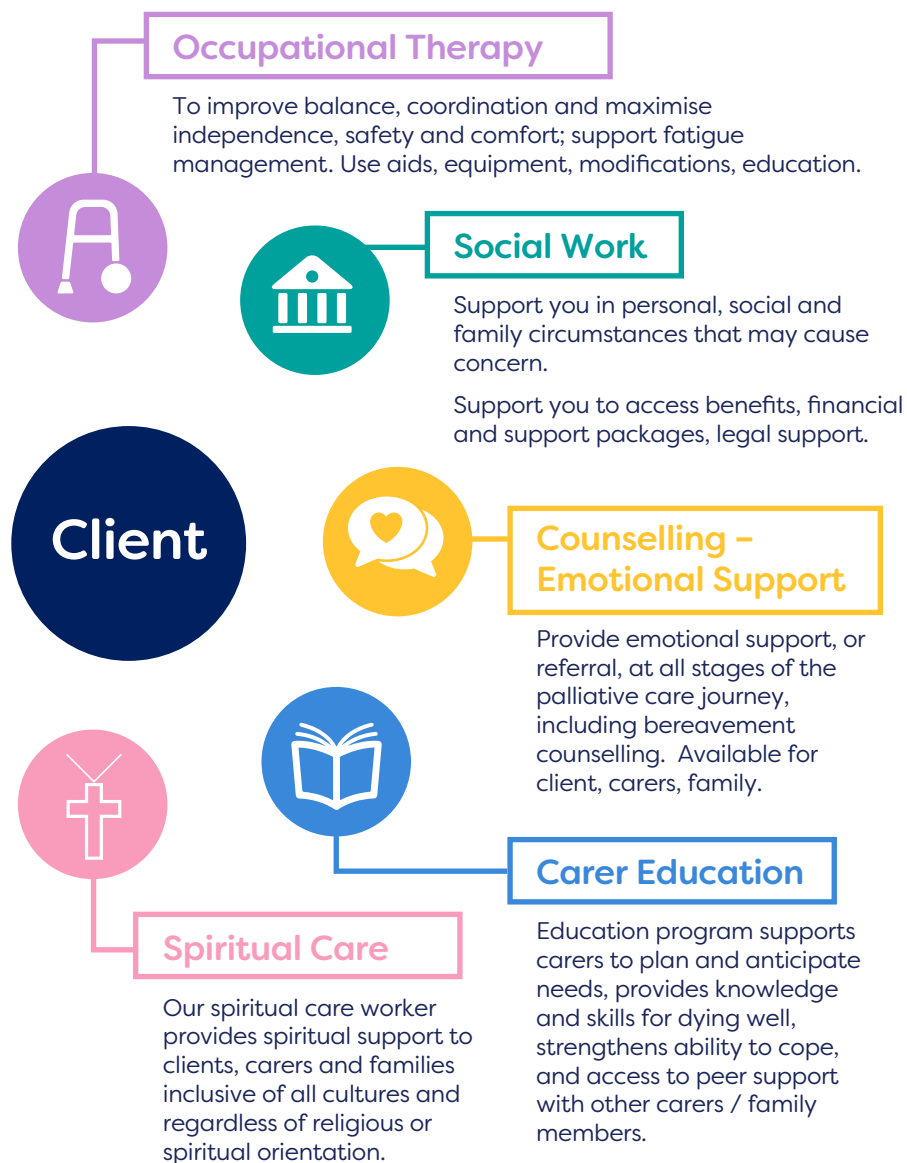 Occupational Therapy
To improve balance, coordination and maximise
independence, safety and comfort; support fatigue
management. Use aids, equipment, modifications, education.
Social Work
Support you in personal, social and
family circumstances that may cause
concern.
Support you to access benefits, financial
and support packages, legal support.
Client
Counselling –
Emotional Support
Provide emotional support, or
referral, at all stages of the
palliative care journey,
including bereavement
counselling.  Available for
client, carers, family.
Carer Education
Education program supports
carers to plan and anticipate
needs, provides knowledge
and skills for dying well,
strengthens ability to cope,
and access to peer support
with other carers / family
members.
Spiritual Care
Our spiritual care worker
provides spiritual support to
clients, carers and families
inclusive of all cultures and
regardless of religious or
spiritual orientation.